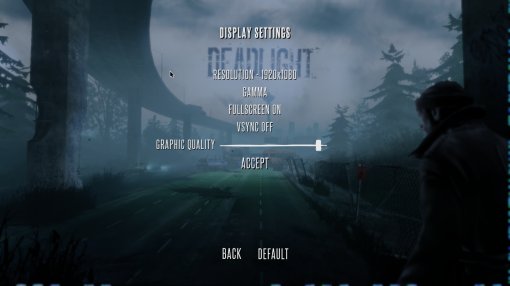 DISPLAY SETTINGS
DEADLIGHT
RESOLUTION - 1920x1080
GAMMA
FULLSCREEN ON
VSYNC OFF
GRAPHIC QUALITY
ACCEPT
BACK DEFAULT